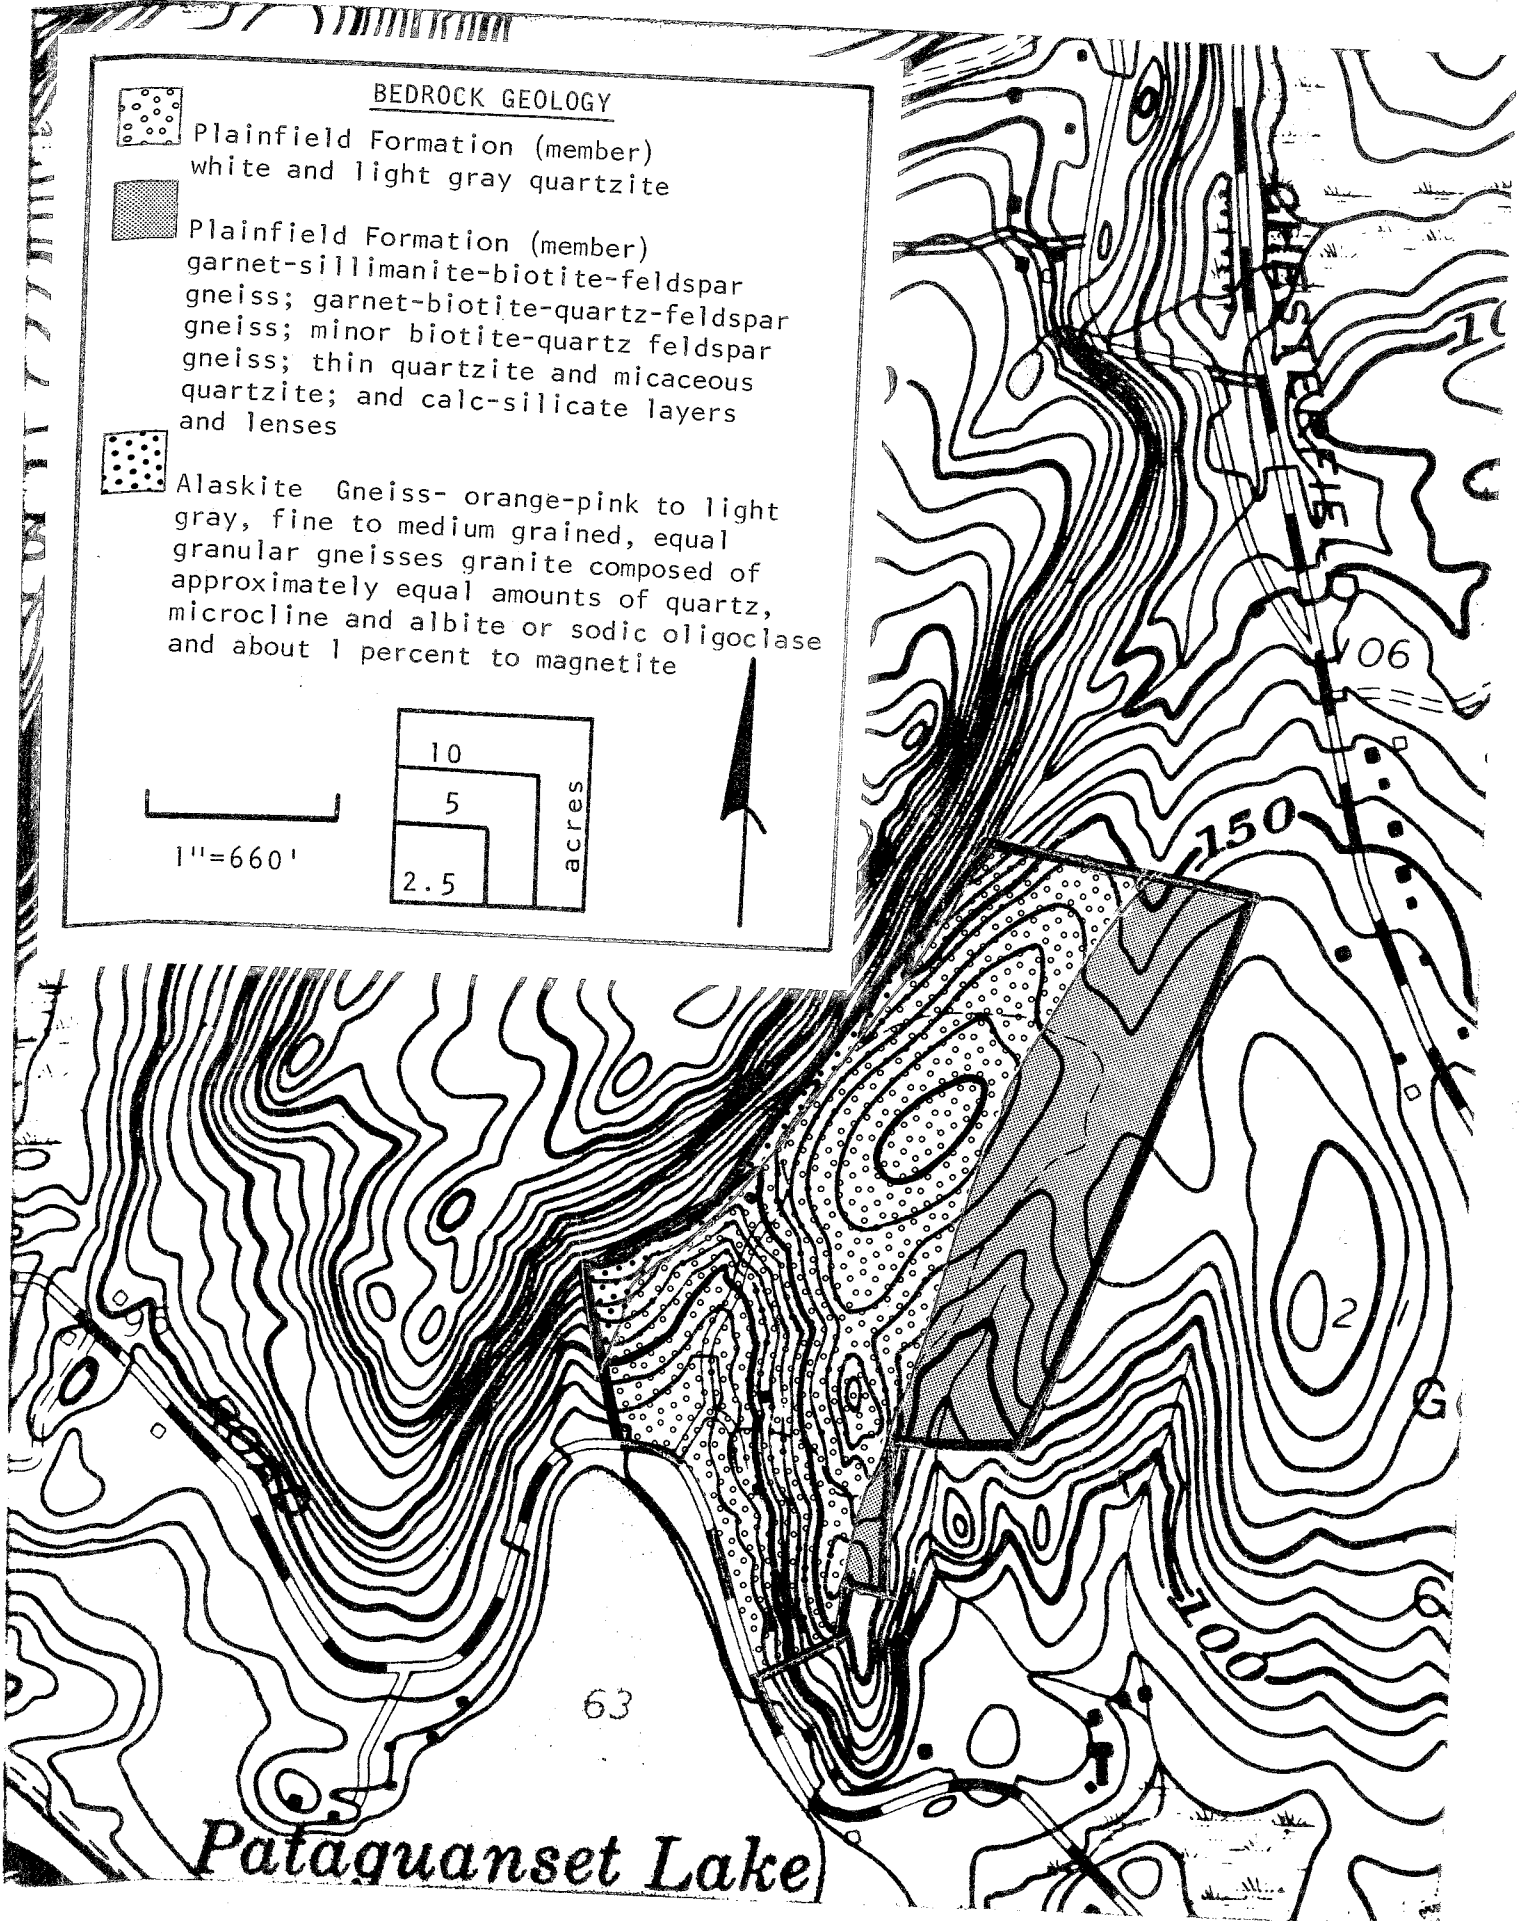 BEDROCK GEOLOGY
Plainfield Formation (member)
white and light gray quartzite
Plainfield Formation (member)
garnet-sillimanite-biotite-feldspar
gneiss; garnet-biotite-quartz-feldspar
gneiss; minor biotite-quartz feldspar
gneiss; thin quartzite and micaceous
quartzite; and calc-silicate layers
and lenses
Alaskite Gneiss- orange-pink to light
gray, fine to medium grained, equal
granular gneisses granite composed of
approximately equal amounts of quartz,
microcline and albite or sodic oligoclase
and about 1 percent to magnetite
10
5
2.5
acres
1"=660'
CHESTERFIEL
106
150
2
G
100
ROAD
63
Pataguanset Lake